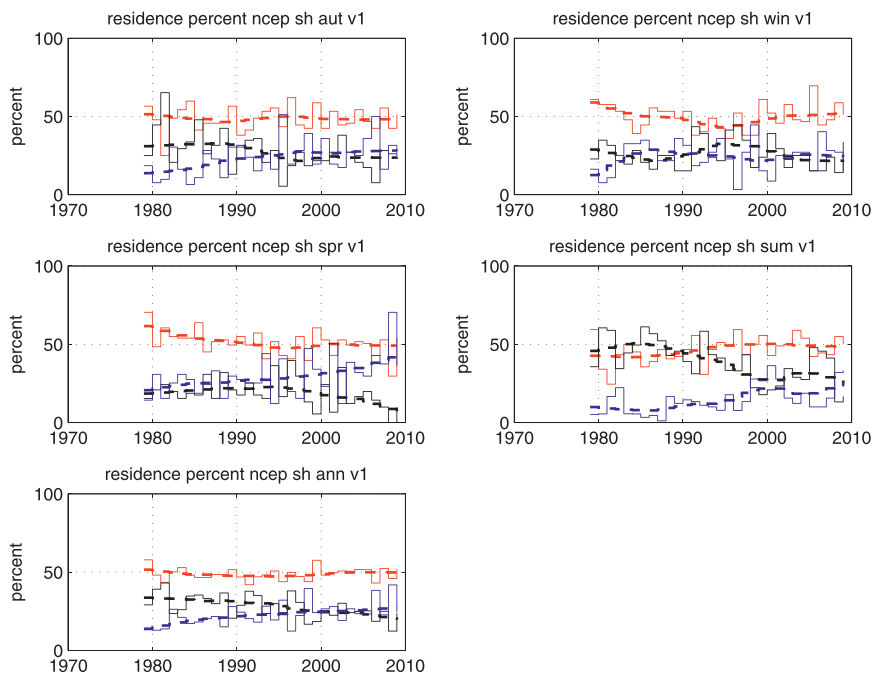 residence percent ncep sh aut v1
100
50
0
percent
1970 1980 1990 2000 2010
residence percent ncep sh win v1
100
50
0
percent
1970 1980 1990 2000 2010
residence percent ncep sh spr v1
100
50
0
percent
1970 1980 1990 2000 2010
residence percent ncep sh sum v1
100
50
0
percent
1970 1980 1990 2000 2010
residence percent ncep sh ann v1
100
50
0
percent
1970 1980 1990 2000 2010